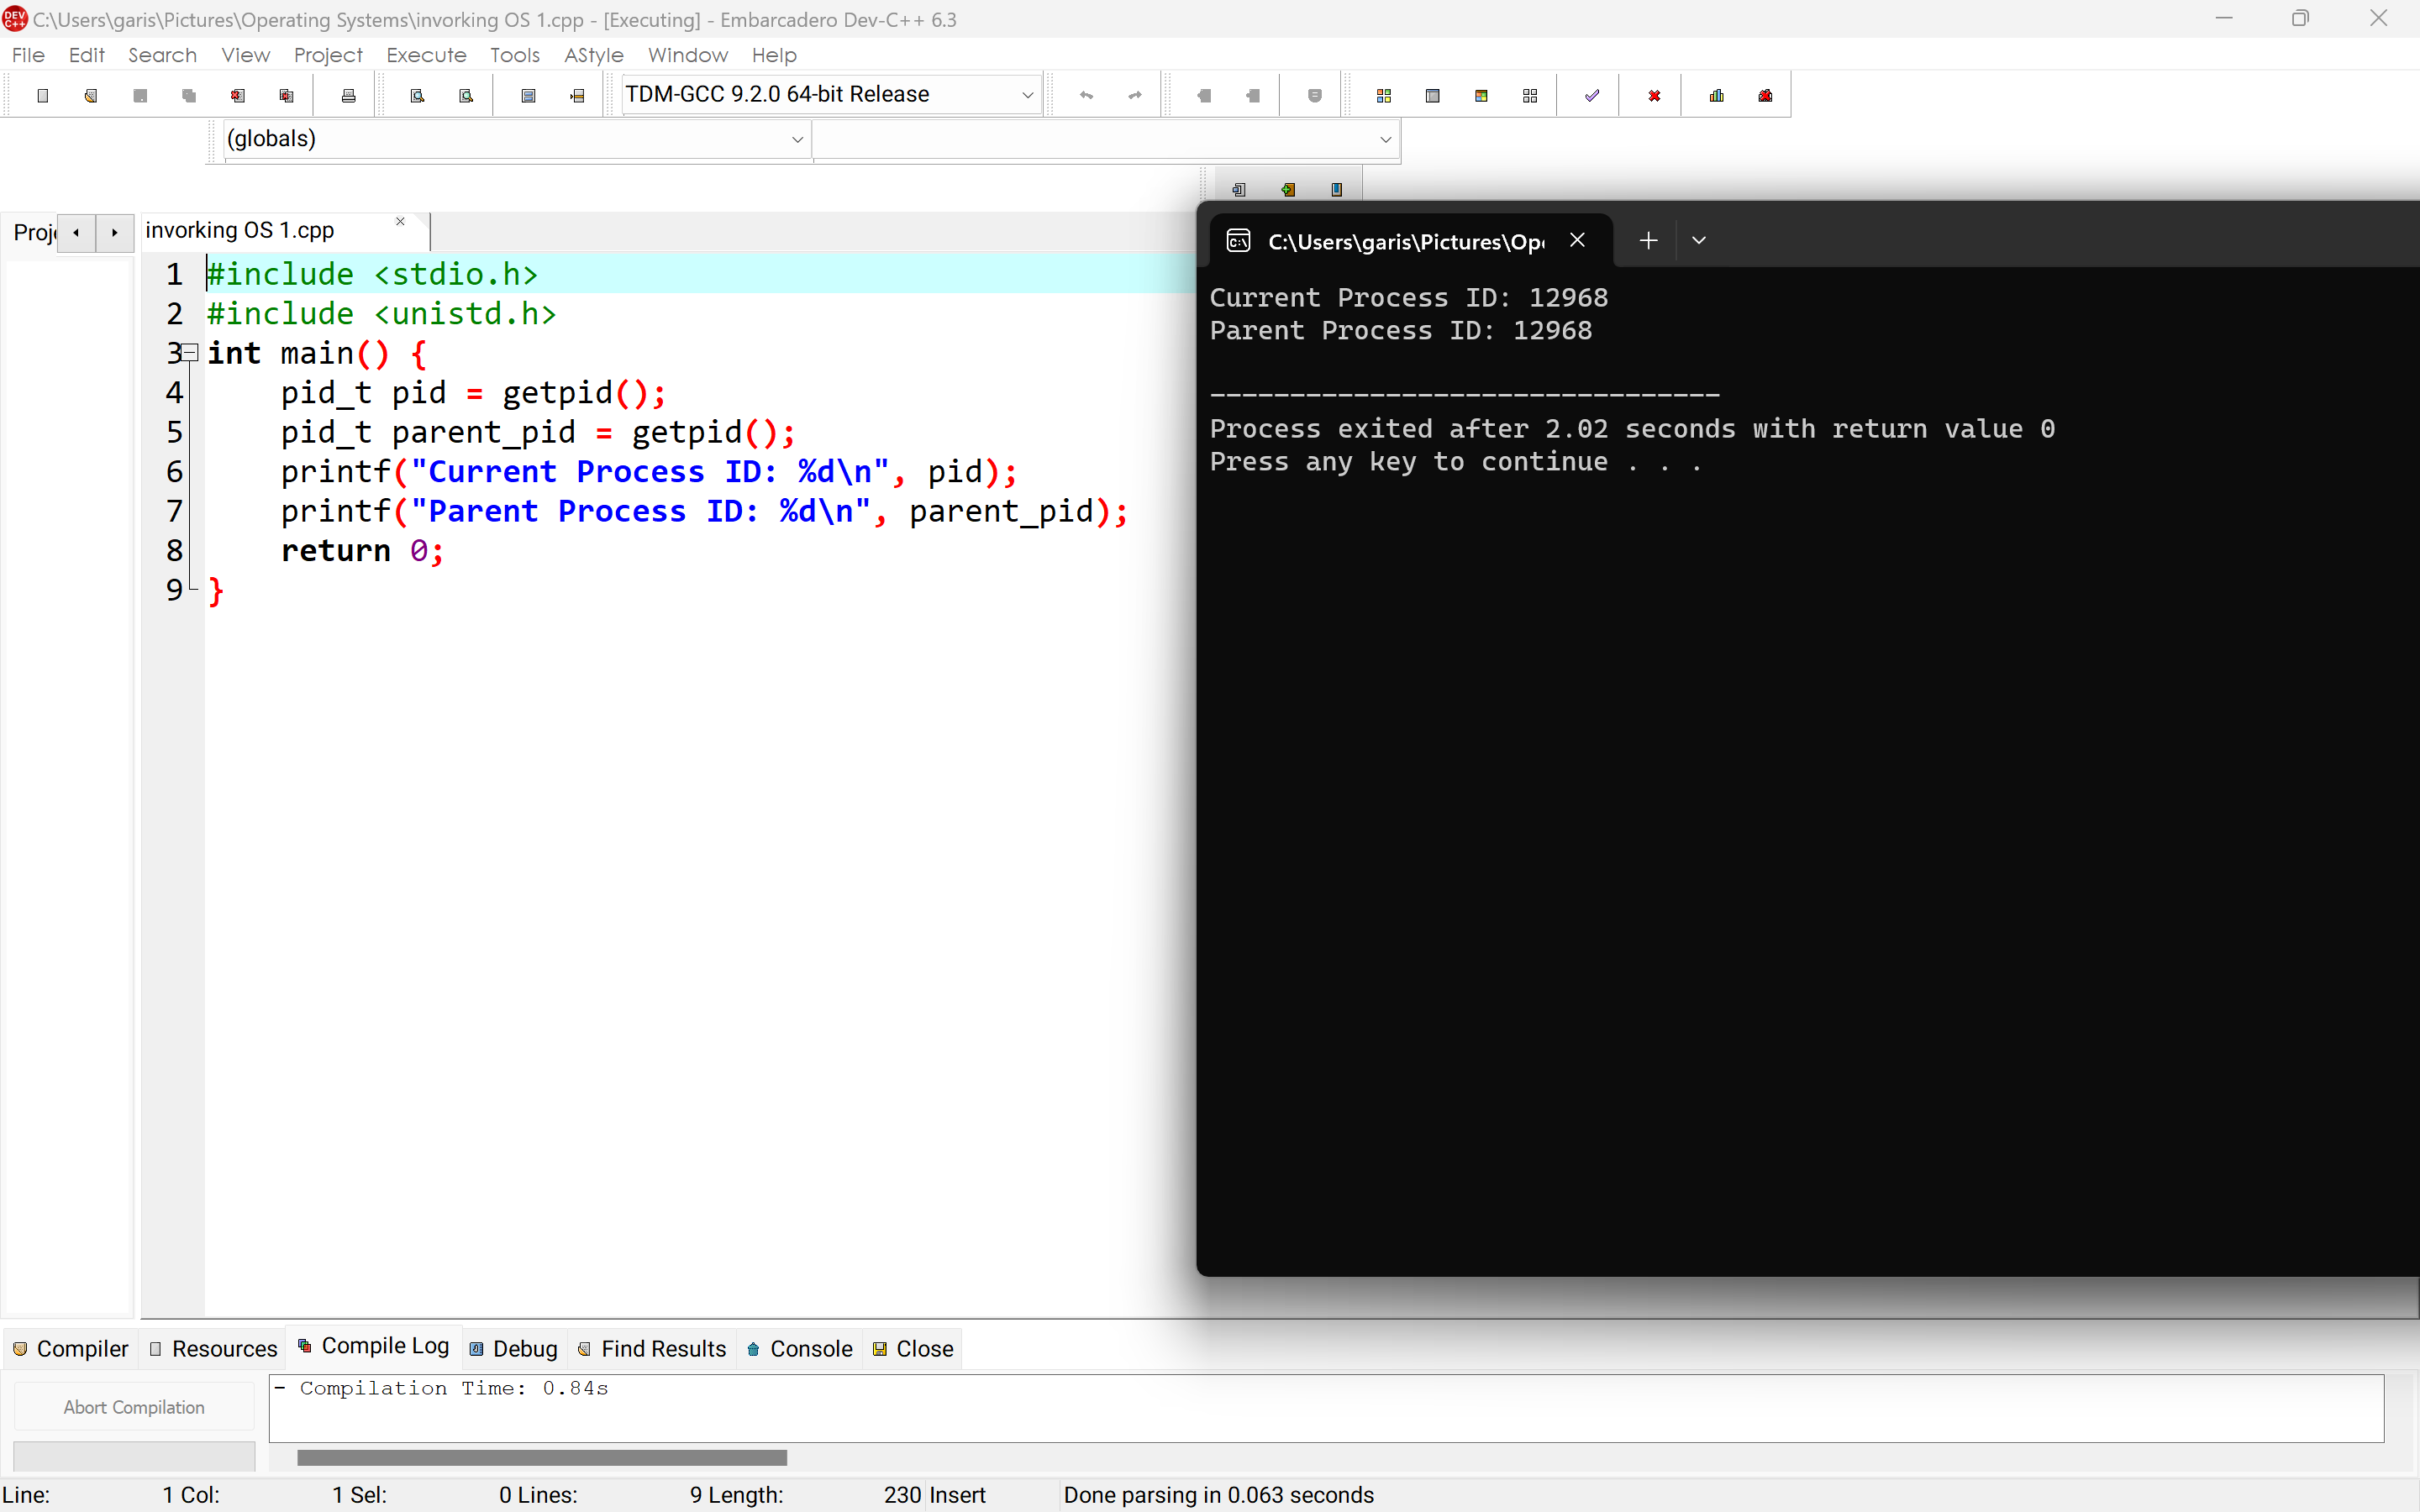 C:\Users\garis\Pictures\Operating Systems\invorking OS 1.cpp - [Executing] - Embarcadero Dev-C++ 6.3
File Edit Search View Project Execute Tools AStyle Window Help
TDM-GCC 9.2.0 64-bit Release
(globals)
Proj
invorking OS 1.cpp
1 #include <stdio.h>
2 #include <unistd.h>
3 int main() {
4 pid_t pid = getpid();
5 pid_t parent_pid = getpid();
6 printf("Current Process ID: %d\n", pid);
7 printf("Parent Process ID: %d\n", parent_pid);
8 return 0;
9 }
C:\Users\garis\Pictures\Ope
Current Process ID: 12968
Parent Process ID: 12968
--------------------------------
Process exited after 2.02 seconds with return value 0
Press any key to continue . . .
Compiler Resources Compile Log Debug Find Results Console Close
Abort Compilation
- Compilation Time: 0.84s
Line: 1 Col: 1 Sel: 0 Lines: 9 Length: 230 Insert Done parsing in 0.063 seconds